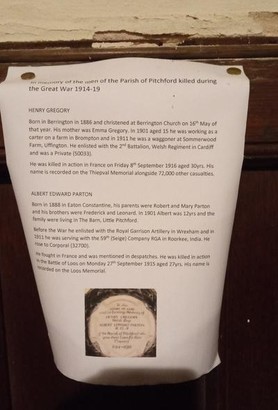 In memory of the men of the Parish of Pitchford killed during
the Great War 1914-19
HENRY GREGORY
Born in Berrington in 1886 and christened at Berrington Church on 16th May of
that year. His mother was Emma Gregory. In 1901 aged 15 he was working as a
carter on a farm in Brompton and in 1911 he was a waggoner at Sommerwood
Farm, Uffington. He enlisted with the 2nd Battalion, Welsh Regiment in Cardiff
and was a Private (50033).
He was killed in action in France on Friday 8th September 1916 aged 30yrs. His
name is recorded on the Thiepval Memorial alongside 72,000 other casualties.
ALBERT EDWARD PARTON
Born in 1888 in Eaton Constantine, his parents were Robert and Mary Parton
and his brothers were Frederick and Leonard. In 1901 Albert was 12yrs and the
family were living in The Barn, Little Pitchford.
Before the War he enlisted with the Royal Garrison Artillery in Wrexham and in
1911 he was serving with the 59th (Seige) Company RGA in Roorkee, India. He
rose to Corporal (32700).
He fought in France and was mentioned in despatches. He was killed in action
in the Battle of Loos on Monday 27th September 1915 aged 27yrs. His name is
recorded on the Loos Memorial.
HENRY GREGORY
ALBERT EDWARD PARTON